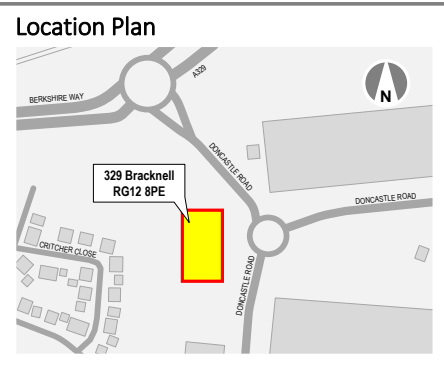 Location Plan
A329
BERKSHIRE WAY
N
DONCASTLE ROAD
329 Bracknell
RG12 8PE
DONCASTLE ROAD
CRITCHER CLOSE
DONCASTLE ROAD